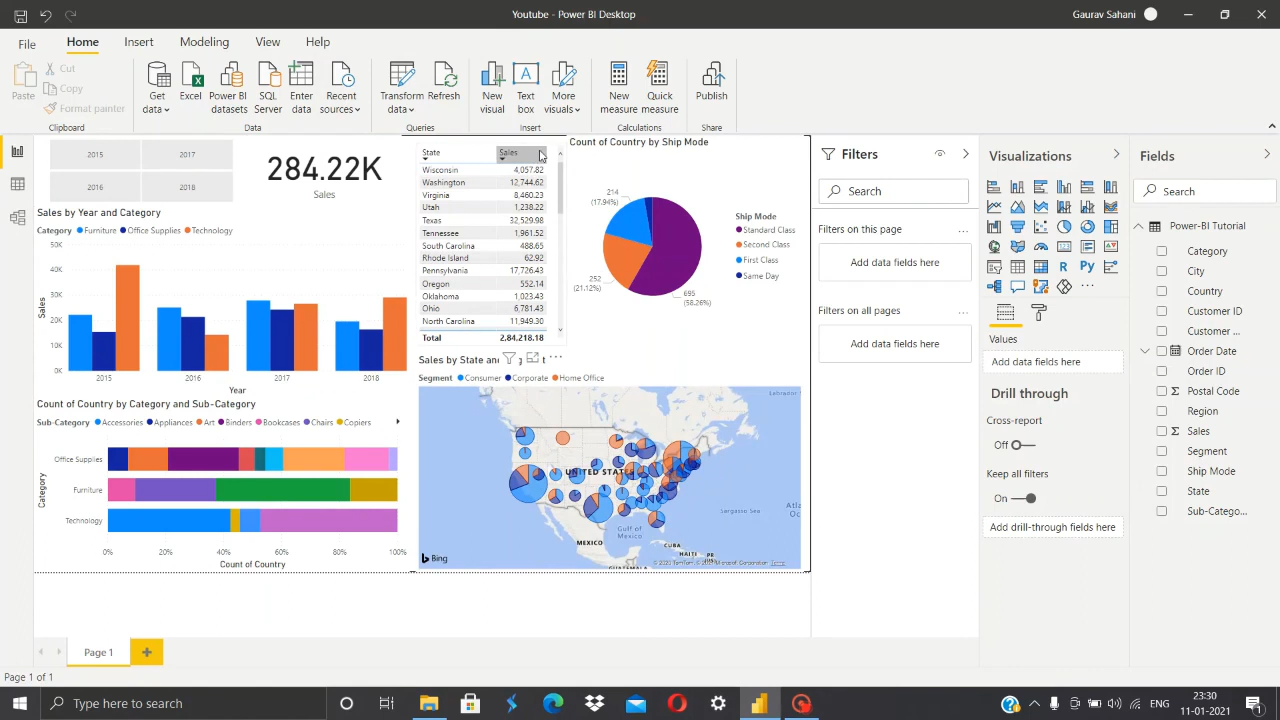 Youtube - Power BI Desktop
Gaurav Sahani
File Home Insert Modeling View Help
Paste
Cut
Copy
Format painter
Clipboard
Get data
Excel
Power BI datasets
SQL Server
Enter data
Recent sources
Data
Transform data
Refresh
Queries
New visual
Text box
More visuals
Insert
New measure
Quick measure
Calculations
Publish
Share
2015 2017
2016 2018
284.22K
Sales
State Sales
Wisconsin 4,057.82
Washington 12,744.62
Virginia 8,460.23
Utah 1,238.22
Texas 32,529.98
Tennessee 1,961.52
South Carolina 488.65
Rhode Island 62.92
Pennsylvania 17,726.43
Oregon 552.14
Oklahoma 1,023.43
Ohio 6,781.43
North Carolina 11,949.30
Total 2,84,218.18
Count of Country by Ship Mode
214
(17.94%)
252
(21.12%)
695
(58.26%)
Ship Mode
Standard Class
Second Class
First Class
Same Day
Sales by Year and Category
Category Furniture Office Supplies Technology
50K
40K
30K
20K
10K
0K
Sales
2015 2016 2017 2018
Year
Count of Country by Category and Sub-Category
Sub-Category Accessories Appliances Art Binders Bookcases Chairs Copiers
Category
Office Supplies
Furniture
Technology
0% 20% 40% 60% 80% 100%
Count of Country
Sales by State and
Segment Consumer Corporate Home Office
UNITED STATES
MEXICO
Gulf of
Mexico
CUBA
HAITI
PR
Sargasso Sea
Bing
Filters
Search
Filters on this page
Add data fields here
Filters on all pages
Add data fields here
Visualizations
R Py
Values
Add data fields here
Drill through
Cross-report
Off
Keep all filters
On
Add drill-through fields here
Fields
Search
Power-BI Tutorial
Category
City
Country
Customer ID
Customer ...
Order Date
Order ID
Postal Code
Region
Sales
Segment
Ship Mode
State
Sub-Catego...
Page 1
Page 1 of 1
Type here to search
ENG
23:30
11-01-2021